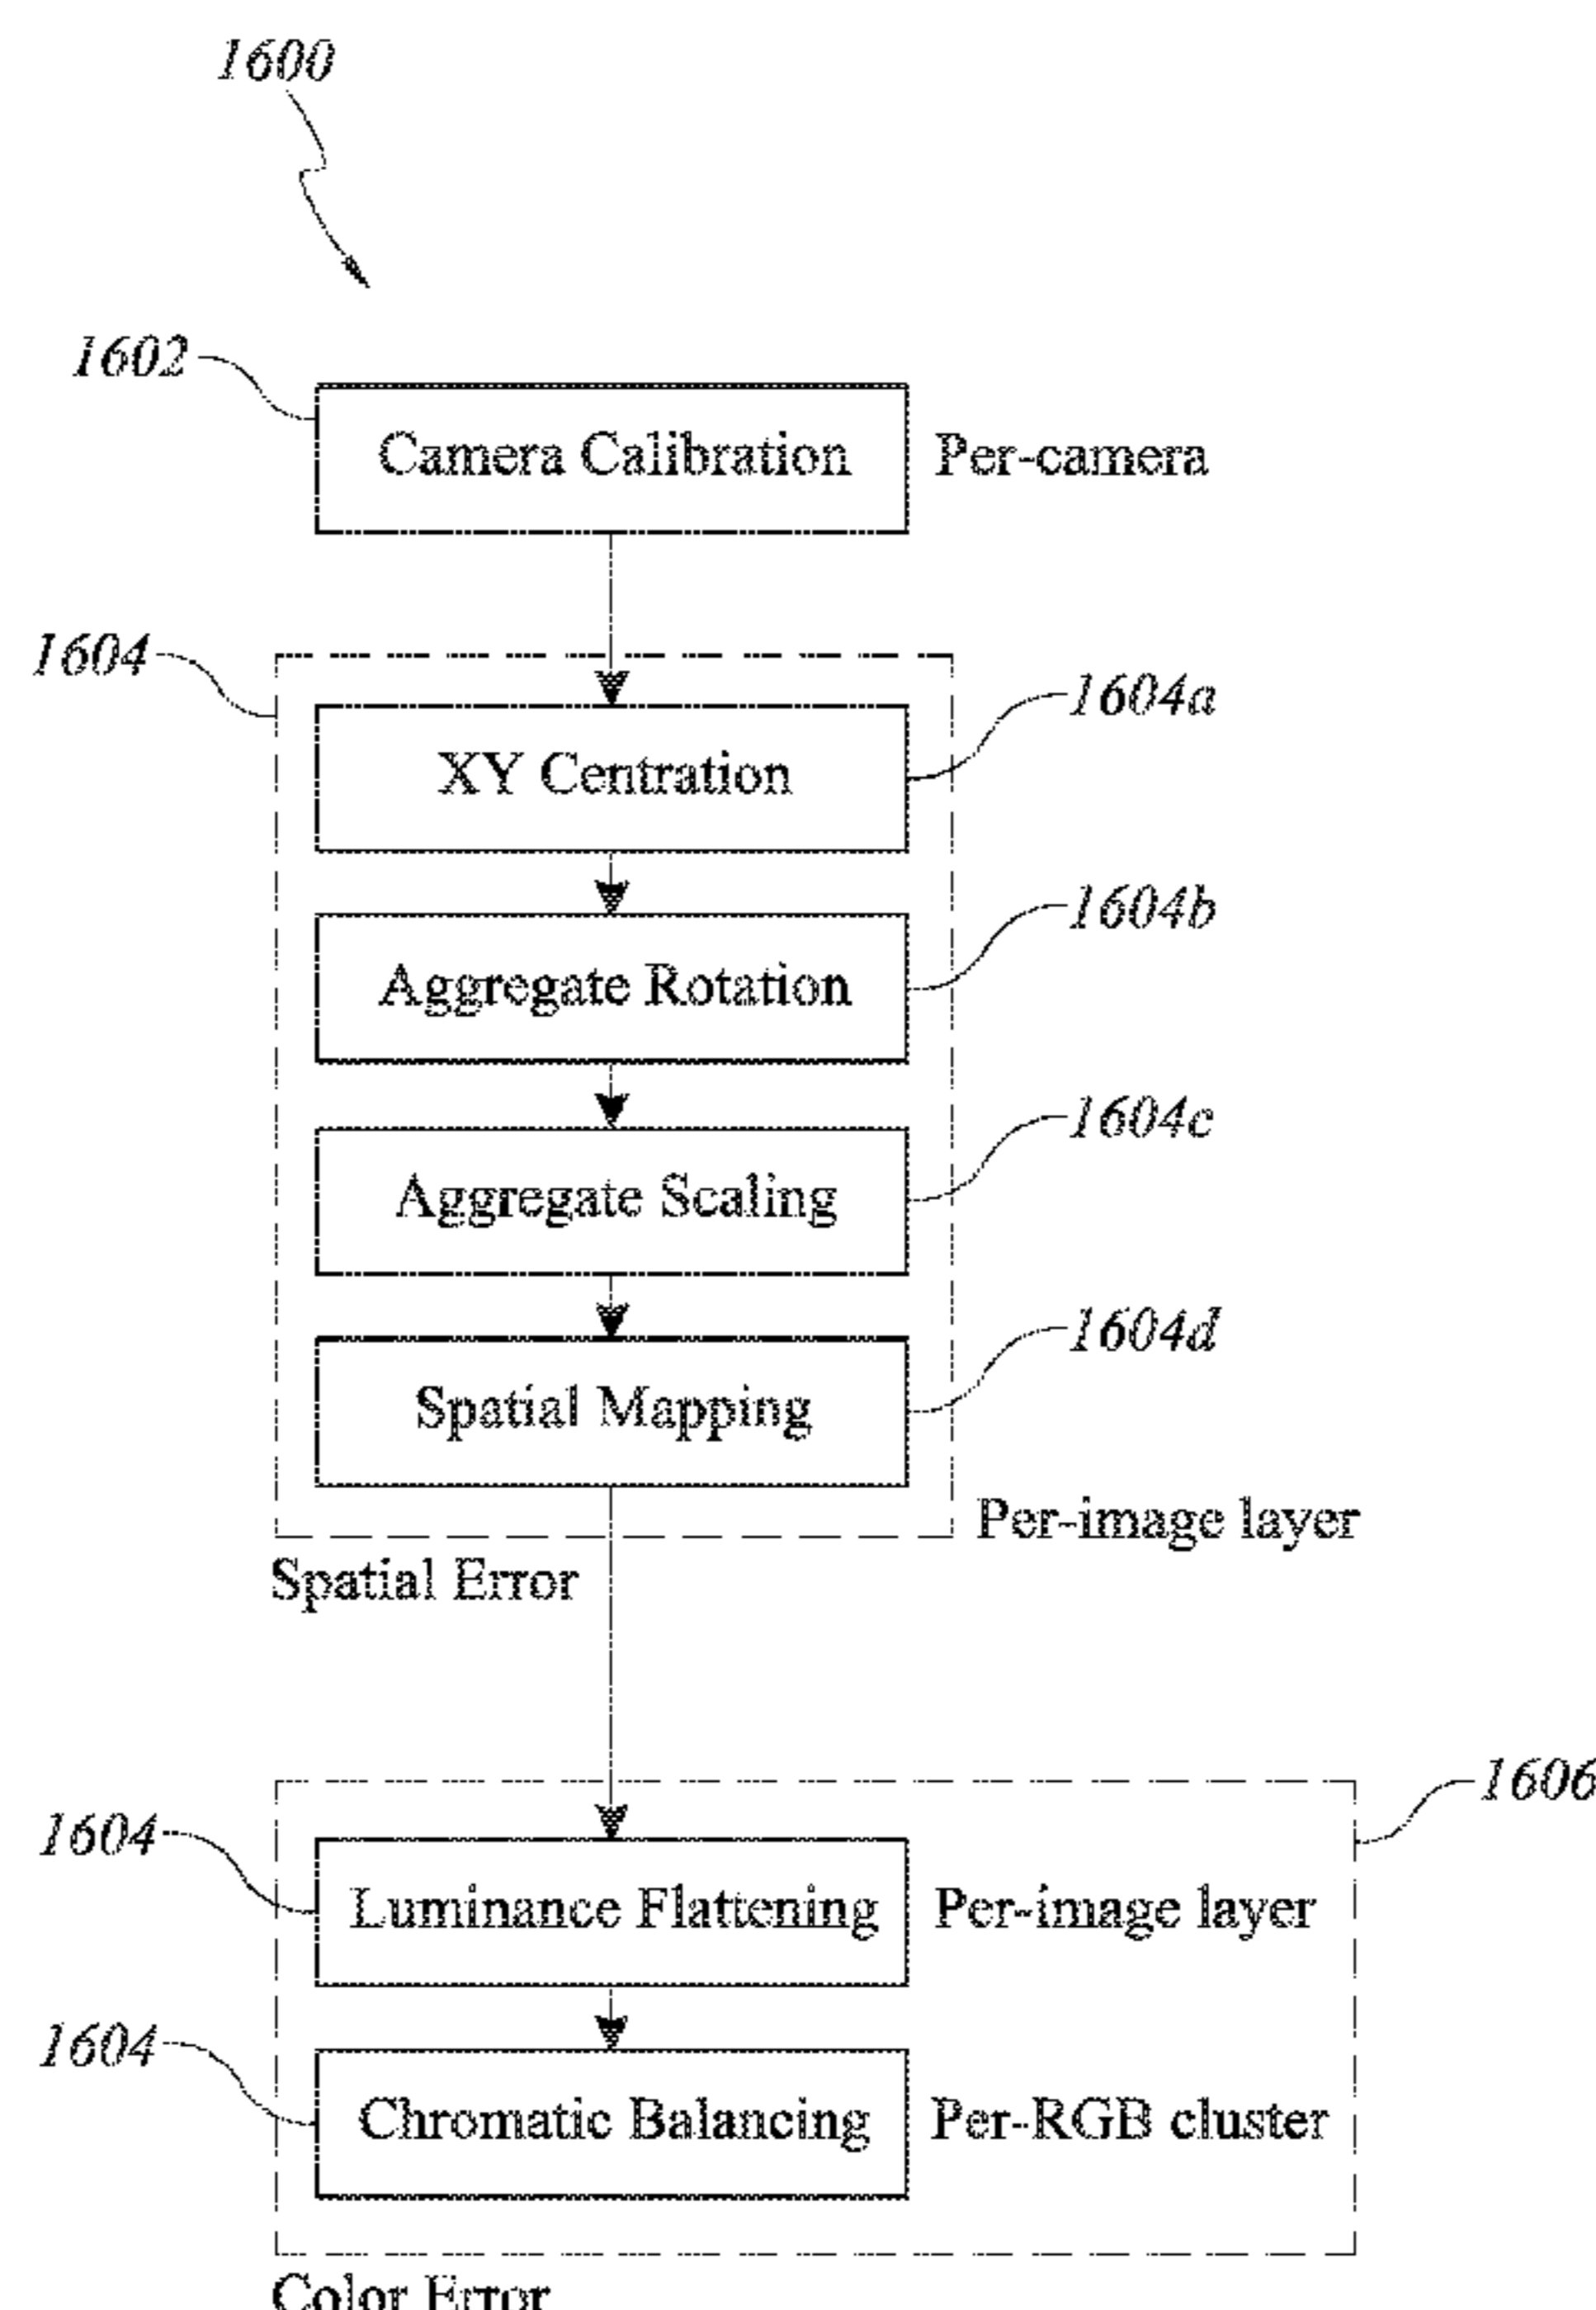 1600
1602
Camera Calibration Per-camera
1604
1604a
XY Centration
1604b
Aggregate Rotation
1604c
Aggregate Scaling
1604d
Spatial Mapping
Per-image layer
Spatial Error
1606
1604
Luminance Flattening Per-image layer
1604
Chromatic Balancing Per-RGB cluster
Color Error